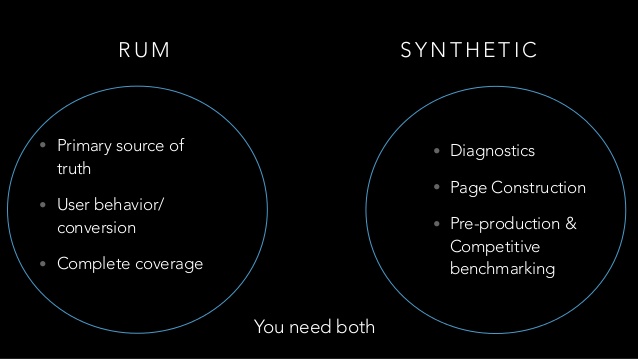 RUM
• Primary source of
truth
• User behavior/
conversion
• Complete coverage
SYNTHETIC
• Diagnostics
• Page Construction
• Pre-production &
Competitive
benchmarking
You need both